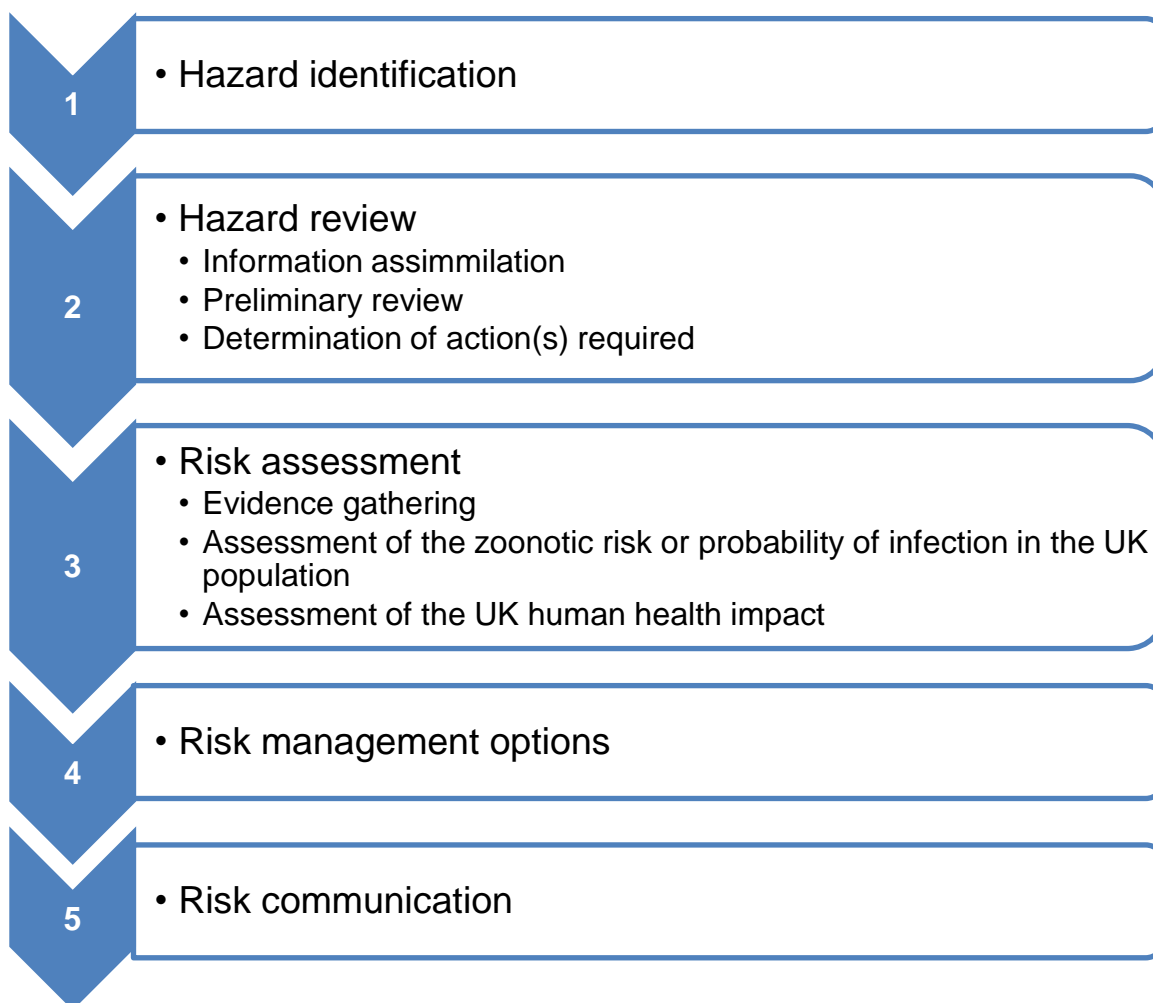 1
• Hazard identification
2
• Hazard review
• Information assimmilation
• Preliminary review
• Determination of action(s) required
3
• Risk assessment
• Evidence gathering
• Assessment of the zoonotic risk or probability of infection in the UK
population
• Assessment of the UK human health impact
4
• Risk management options
5
• Risk communication